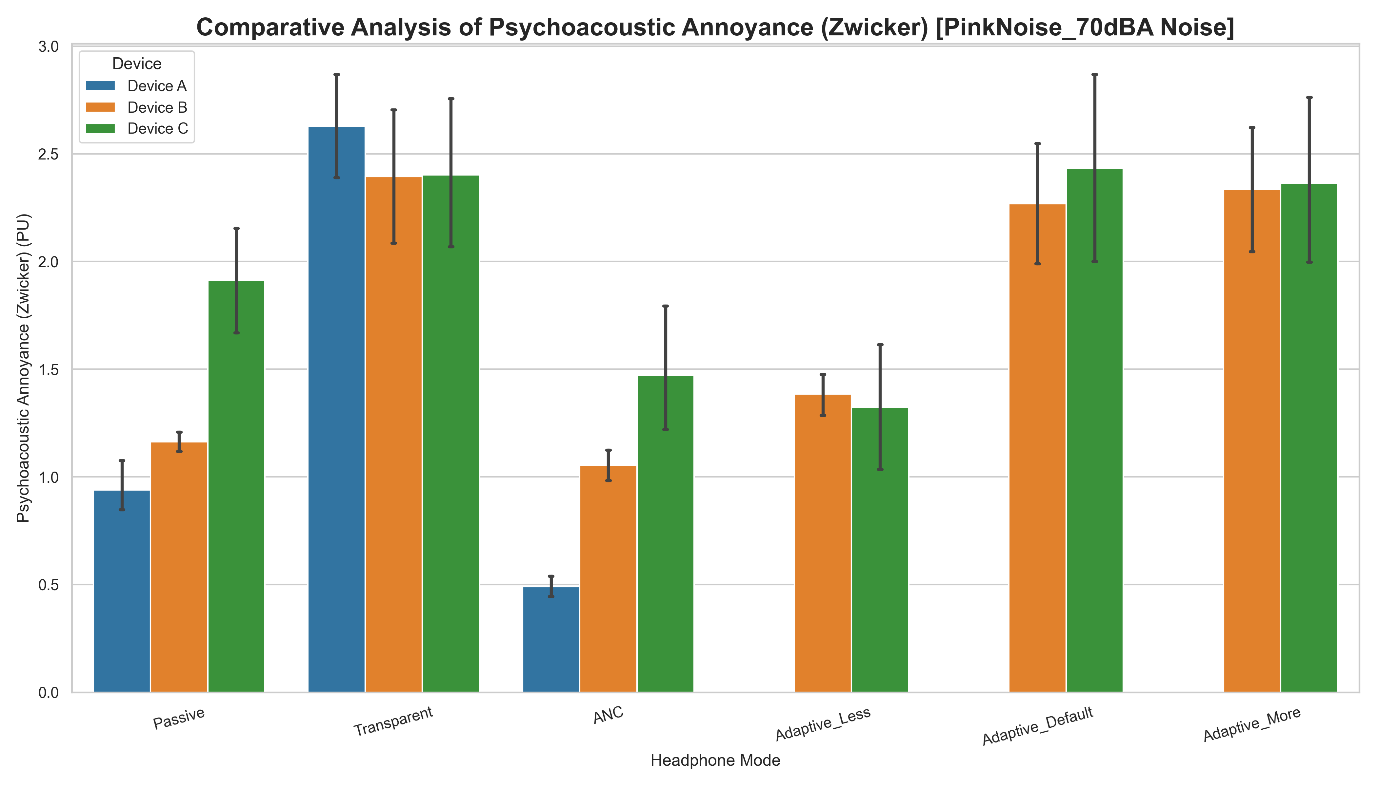 Comparative Analysis of Psychoacoustic Annoyance (Zwicker) [PinkNoise_70dBA Noise]
Device
Device A
Device B
Device C
Psychoacoustic Annoyance (Zwicker) (PU)
3.0
2.5
2.0
1.5
1.0
0.5
0.0
Passive
Transparent
ANC
Adaptive_Less
Adaptive_Default
Adaptive_More
Headphone Mode